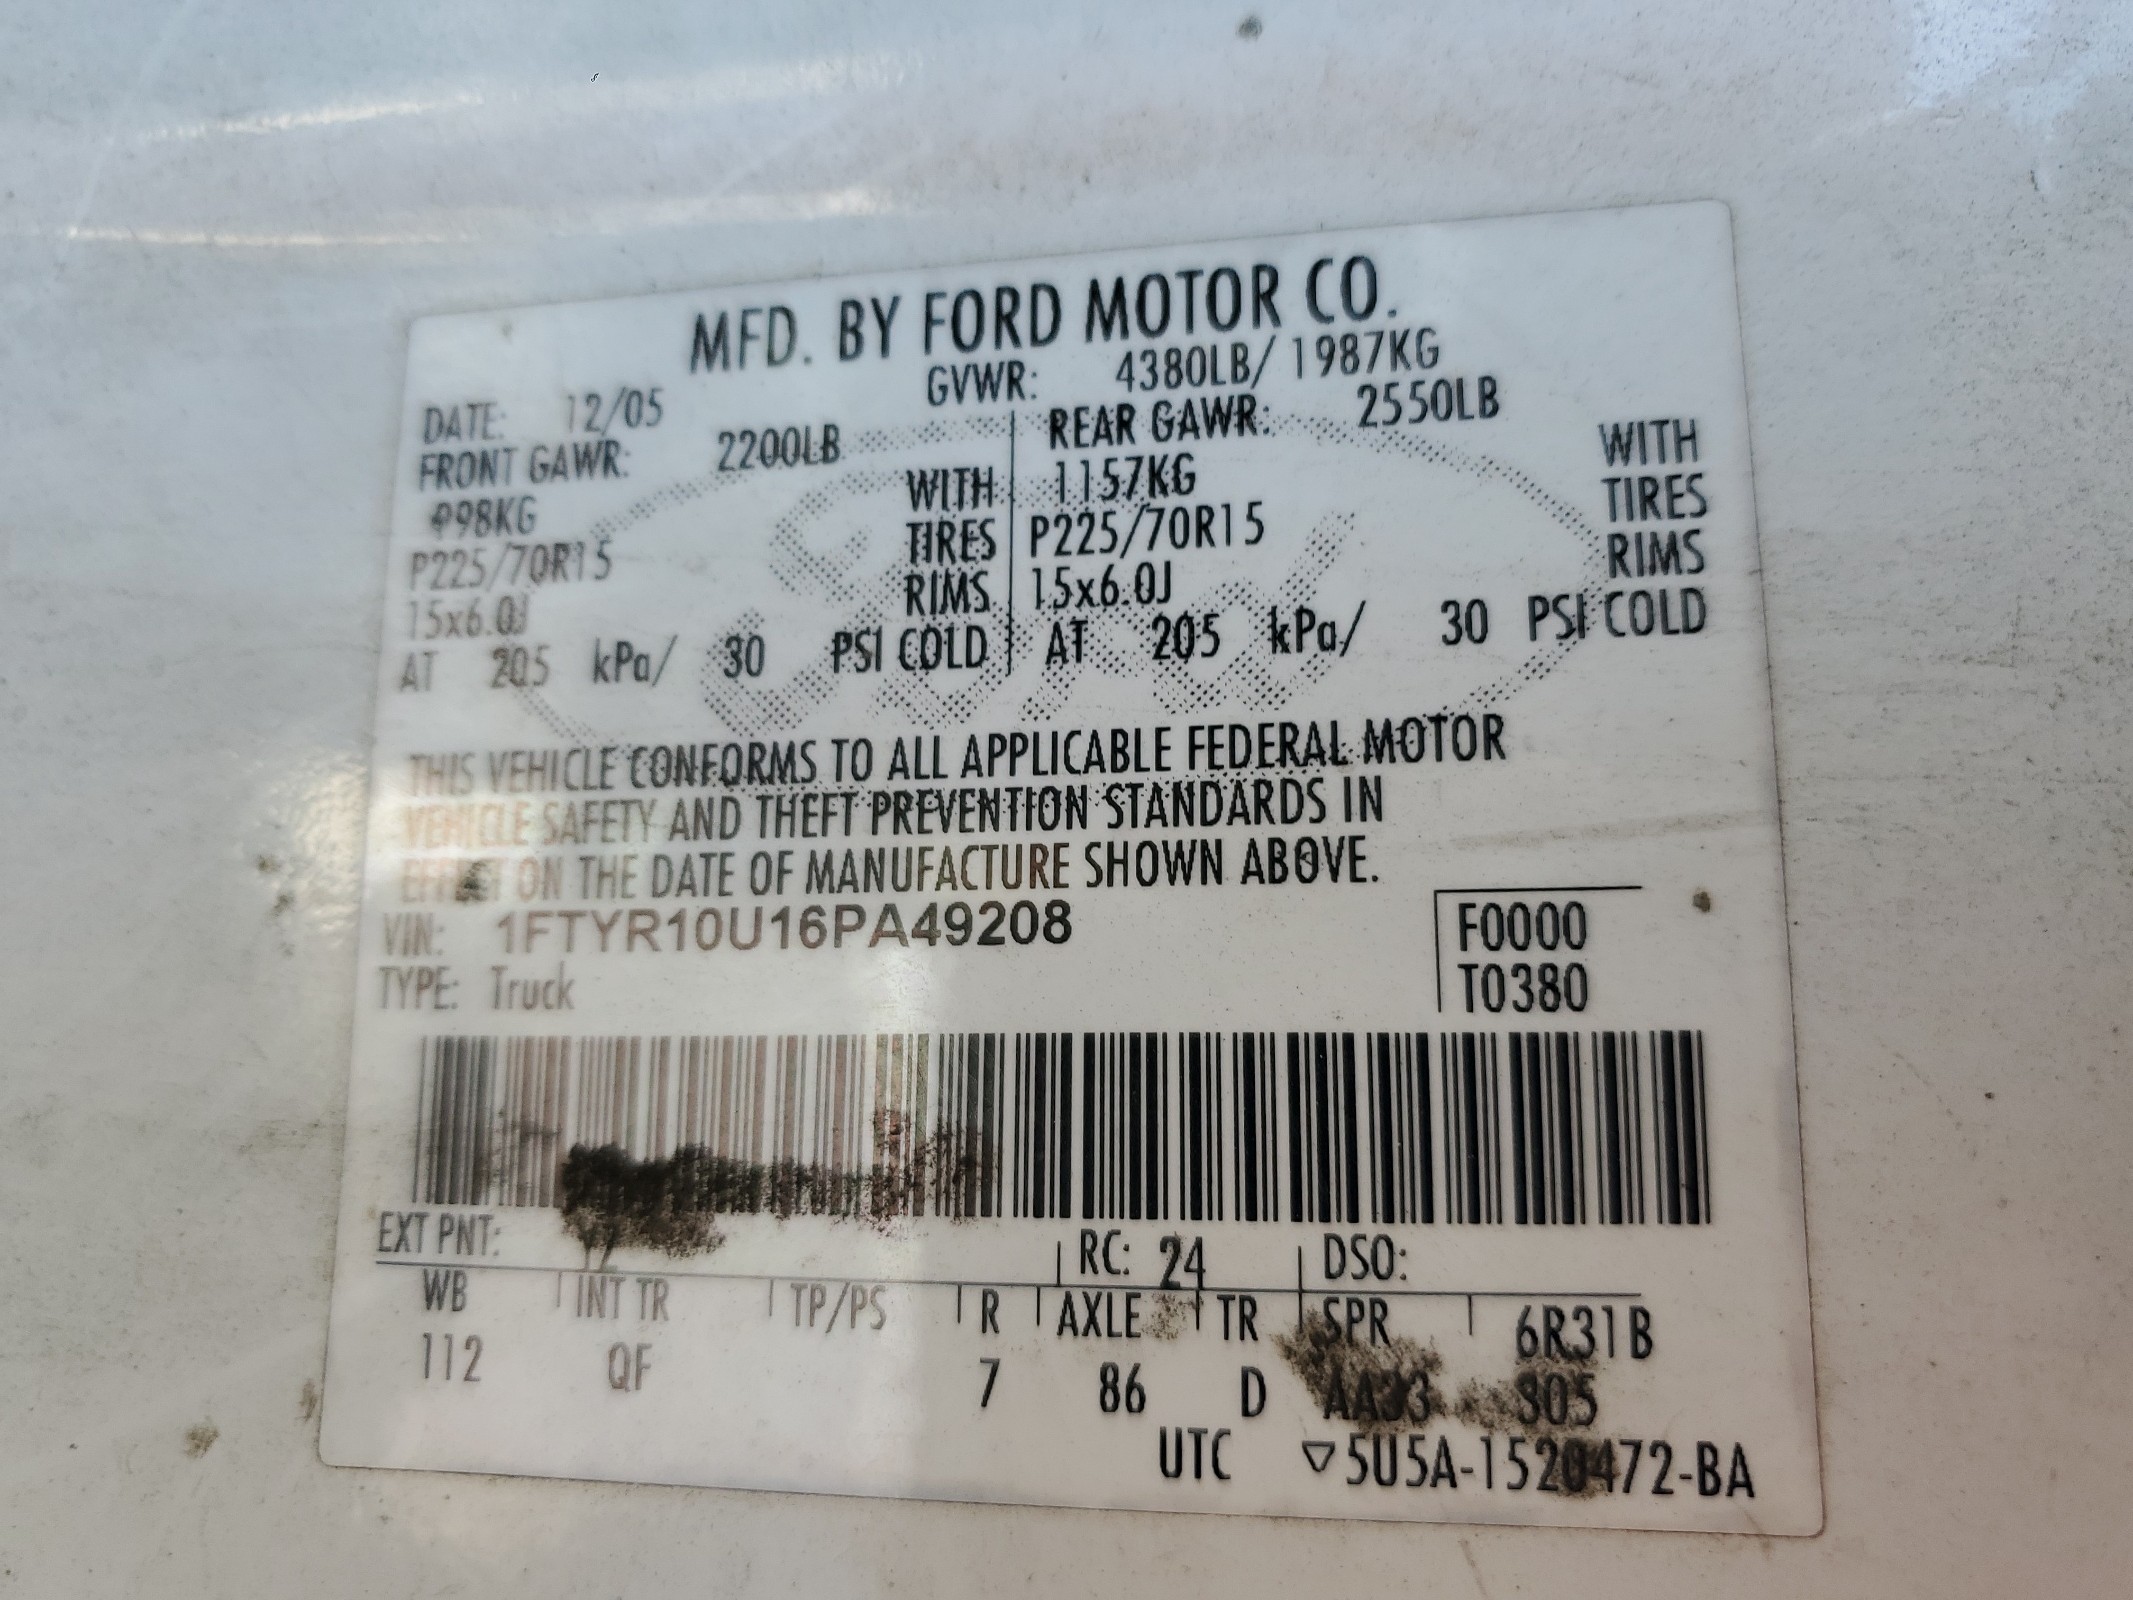 MFD. BY FORD MOTOR CO.
DATE: 12/05 GVWR: 4380LB/ 1987KG
FRONT GAWR: 2200LB REAR GAWR: 2550LB
998KG WITH 1157KG WITH
P225/70R15 TIRES P225/70R15 TIRES
15x6.0J RIMS 15x6.0J RIMS
AT 205 kPa/ 30 PSI COLD AT 205 kPa/ 30 PSI COLD
THIS VEHICLE CONFORMS TO ALL APPLICABLE FEDERAL MOTOR
VEHICLE SAFETY AND THEFT PREVENTION STANDARDS IN
EFFECT ON THE DATE OF MANUFACTURE SHOWN ABOVE.
VIN: 1FTYR10U16PA49208 F0000
TYPE: Truck T0380
EXT PNT: RC: 24 DSO:
WB INT TR TP/PS R AXLE TR SPR 6R31B
112 QF 7 86 D AA33 805
UTC ▽5U5A-1520472-BA